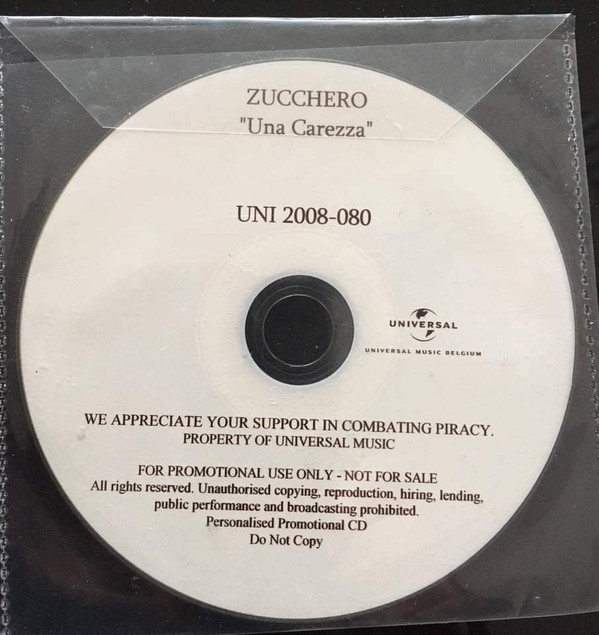 ZUCCHERO
"Una Carezza"
UNI 2008-080
UNIVERSAL
UNIVERSAL MUSIC BELGIUM
WE APPRECIATE YOUR SUPPORT IN COMBATING PIRACY.
PROPERTY OF UNIVERSAL MUSIC
FOR PROMOTIONAL USE ONLY - NOT FOR SALE
All rights reserved. Unauthorised copying, reproduction, hiring, lending,
public performance and broadcasting prohibited.
Personalised Promotional CD
Do Not Copy